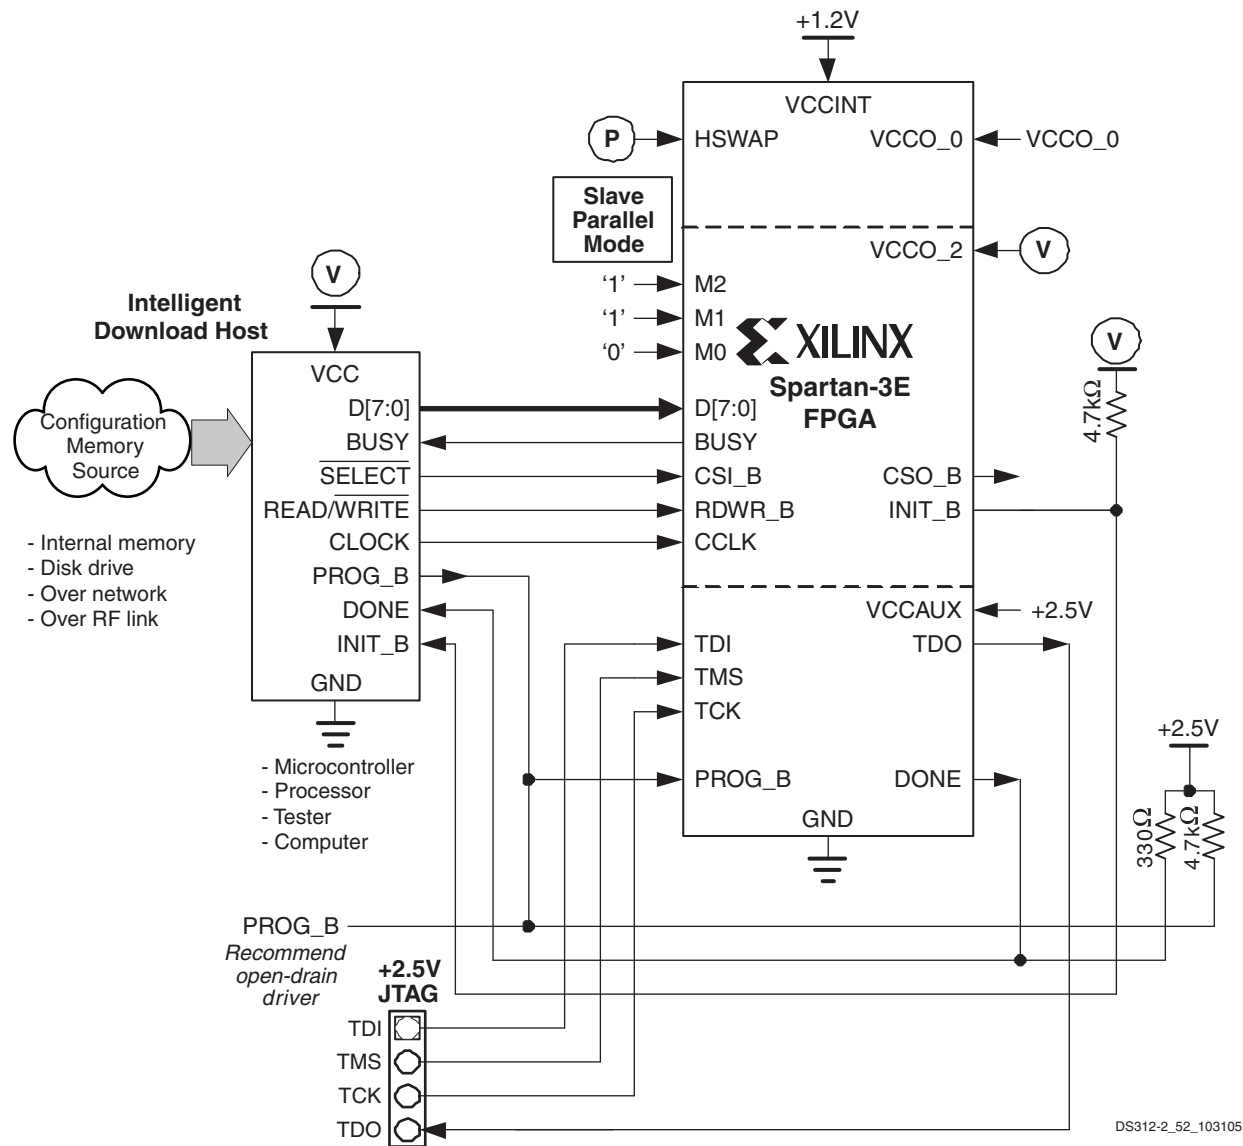 +1.2V
VCCINT
P
HSWAP
VCCO_0
VCCO_0
Slave
Parallel
Mode
VCCO_2
V
V
‘1’
M2
Intelligent
Download Host
‘1’
M1
‘0’
M0
XILINX
V
VCC
Spartan-3E
FPGA
4.7kΩ
Configuration
Memory
Source
D[7:0]
D[7:0]
BUSY
BUSY
SELECT
CSI_B
CSO_B
READ/WRITE
RDWR_B
INIT_B
CLOCK
CCLK
- Internal memory
- Disk drive
- Over network
- Over RF link
PROG_B
DONE
VCCAUX
+2.5V
INIT_B
TDI
TDO
GND
TMS
TCK
+2.5V
- Microcontroller
- Processor
- Tester
- Computer
PROG_B
DONE
GND
330Ω
4.7kΩ
PROG_B
Recommend
open-drain
driver
+2.5V
JTAG
TDI
TMS
TCK
TDO
DS312-2_52_103105